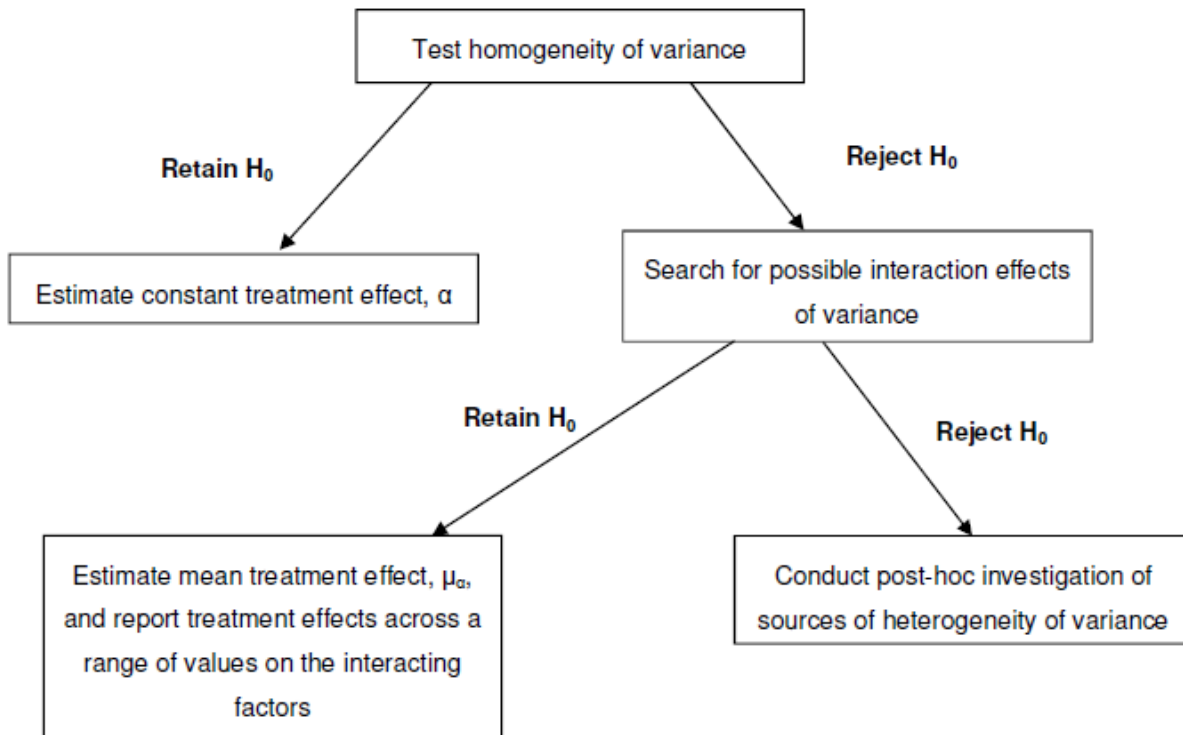 Test homogeneity of variance
Retain H₀
Reject H₀
Estimate constant treatment effect, α
Search for possible interaction effects
of variance
Retain H₀
Reject H₀
Estimate mean treatment effect, μα,
and report treatment effects across a
range of values on the interacting
factors
Conduct post-hoc investigation of
sources of heterogeneity of variance